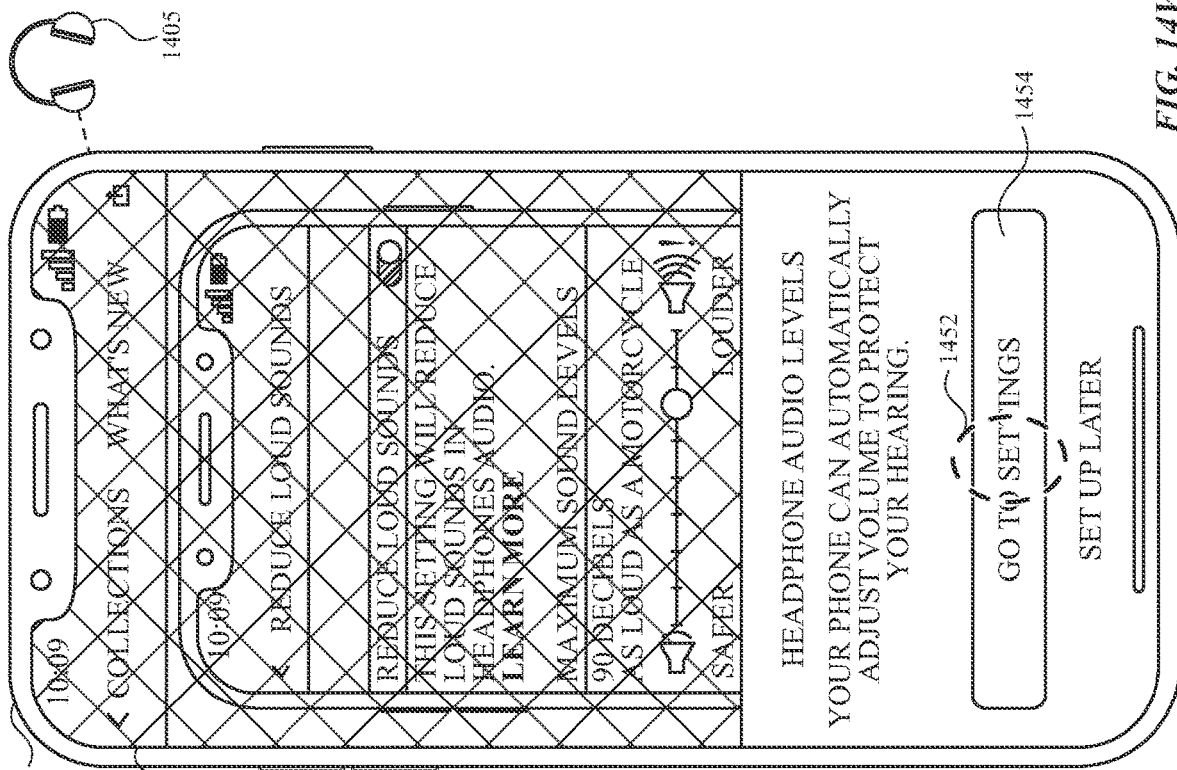 1405
10:09
< COLLECTIONS WHAT'S NEW
10:09
< REDUCE LOUD SOUNDS
REDUCE LOUD SOUNDS
THIS SETTING WILL REDUCE
LOUD SOUNDS IN
HEADPHONES AUDIO.
LEARN MORE
MAXIMUM SOUND LEVELS
90 DECIBELS
AS LOUD AS A MOTORCYCLE
SAFER LOUDER
HEADPHONE AUDIO LEVELS
YOUR PHONE CAN AUTOMATICALLY
ADJUST VOLUME TO PROTECT
YOUR HEARING.
1452
GO TO SETTINGS
1454
SET UP LATER